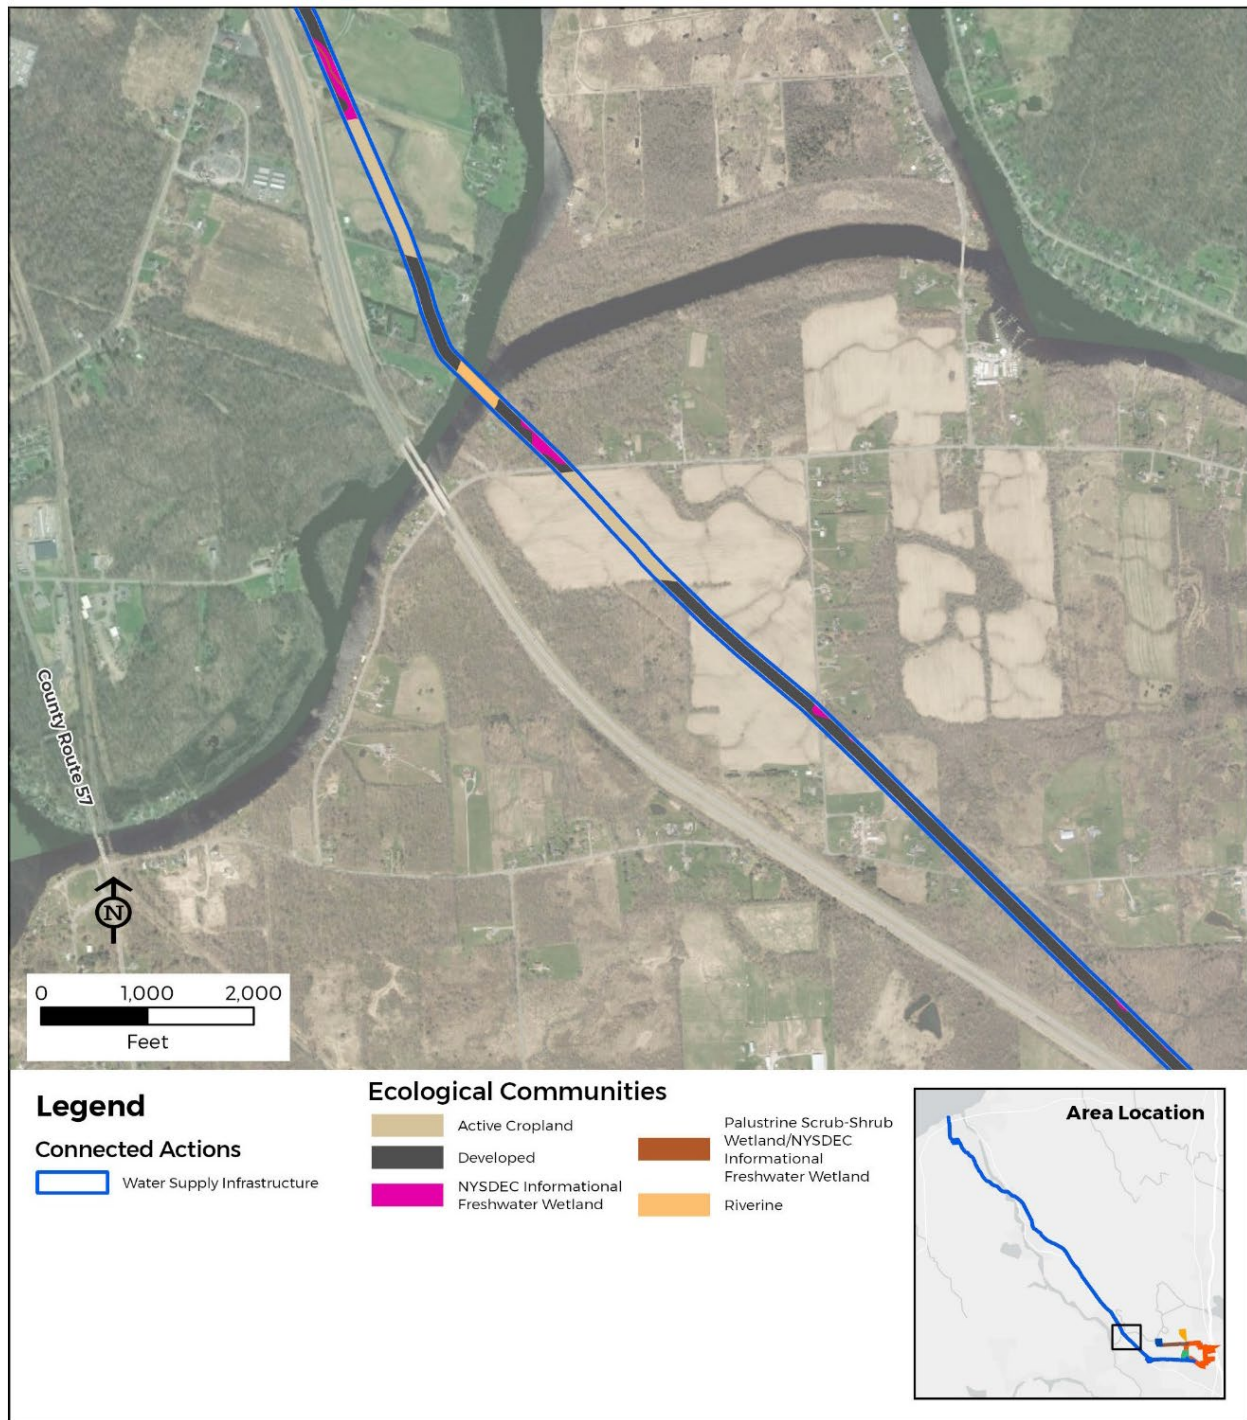 County Route 57
N
0 1,000 2,000
Feet
Legend
Connected Actions
Water Supply Infrastructure
Ecological Communities
Active Cropland
Developed
NYSDEC Informational
Freshwater Wetland
Palustrine Scrub-Shrub
Wetland/NYSDEC
Informational
Freshwater Wetland
Riverine
Area Location